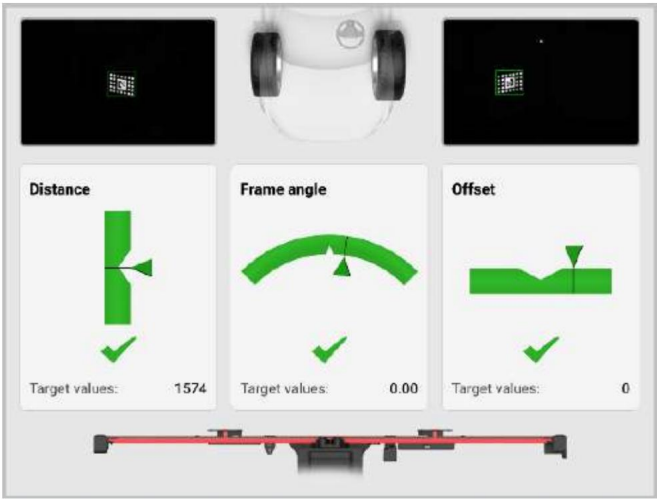 Distance
Frame angle
Offset
Target values: 1574
Target values: 0.00
Target values: 0